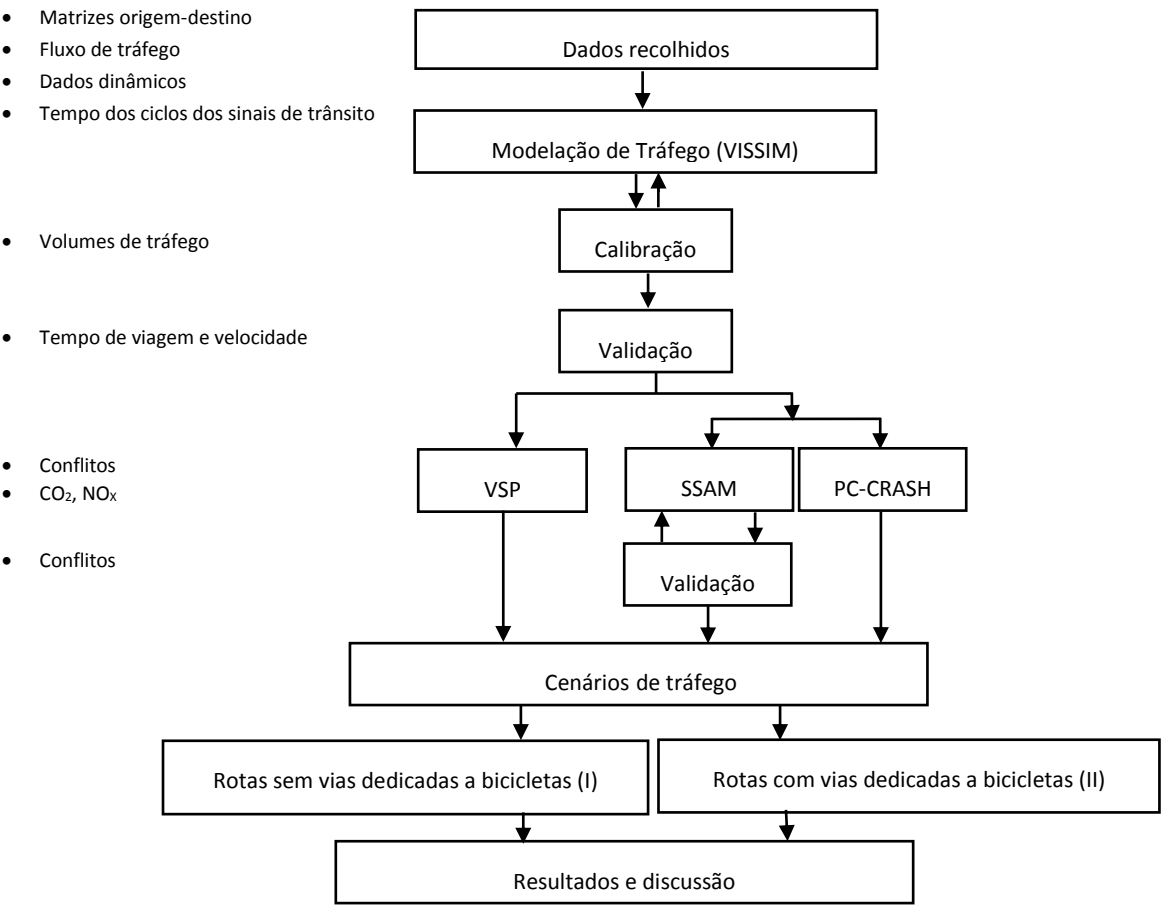 • Matrizes origem-destino
• Fluxo de tráfego
• Dados dinâmicos
• Tempo dos ciclos dos sinais de trânsito
Dados recolhidos
Modelação de Tráfego (VISSIM)
• Volumes de tráfego
Calibração
• Tempo de viagem e velocidade
Validação
• Conflitos
• CO₂, NOx
VSP
SSAM
PC-CRASH
• Conflitos
Validação
Cenários de tráfego
Rotas sem vias dedicadas a bicicletas (I)
Rotas com vias dedicadas a bicicletas (II)
Resultados e discussão